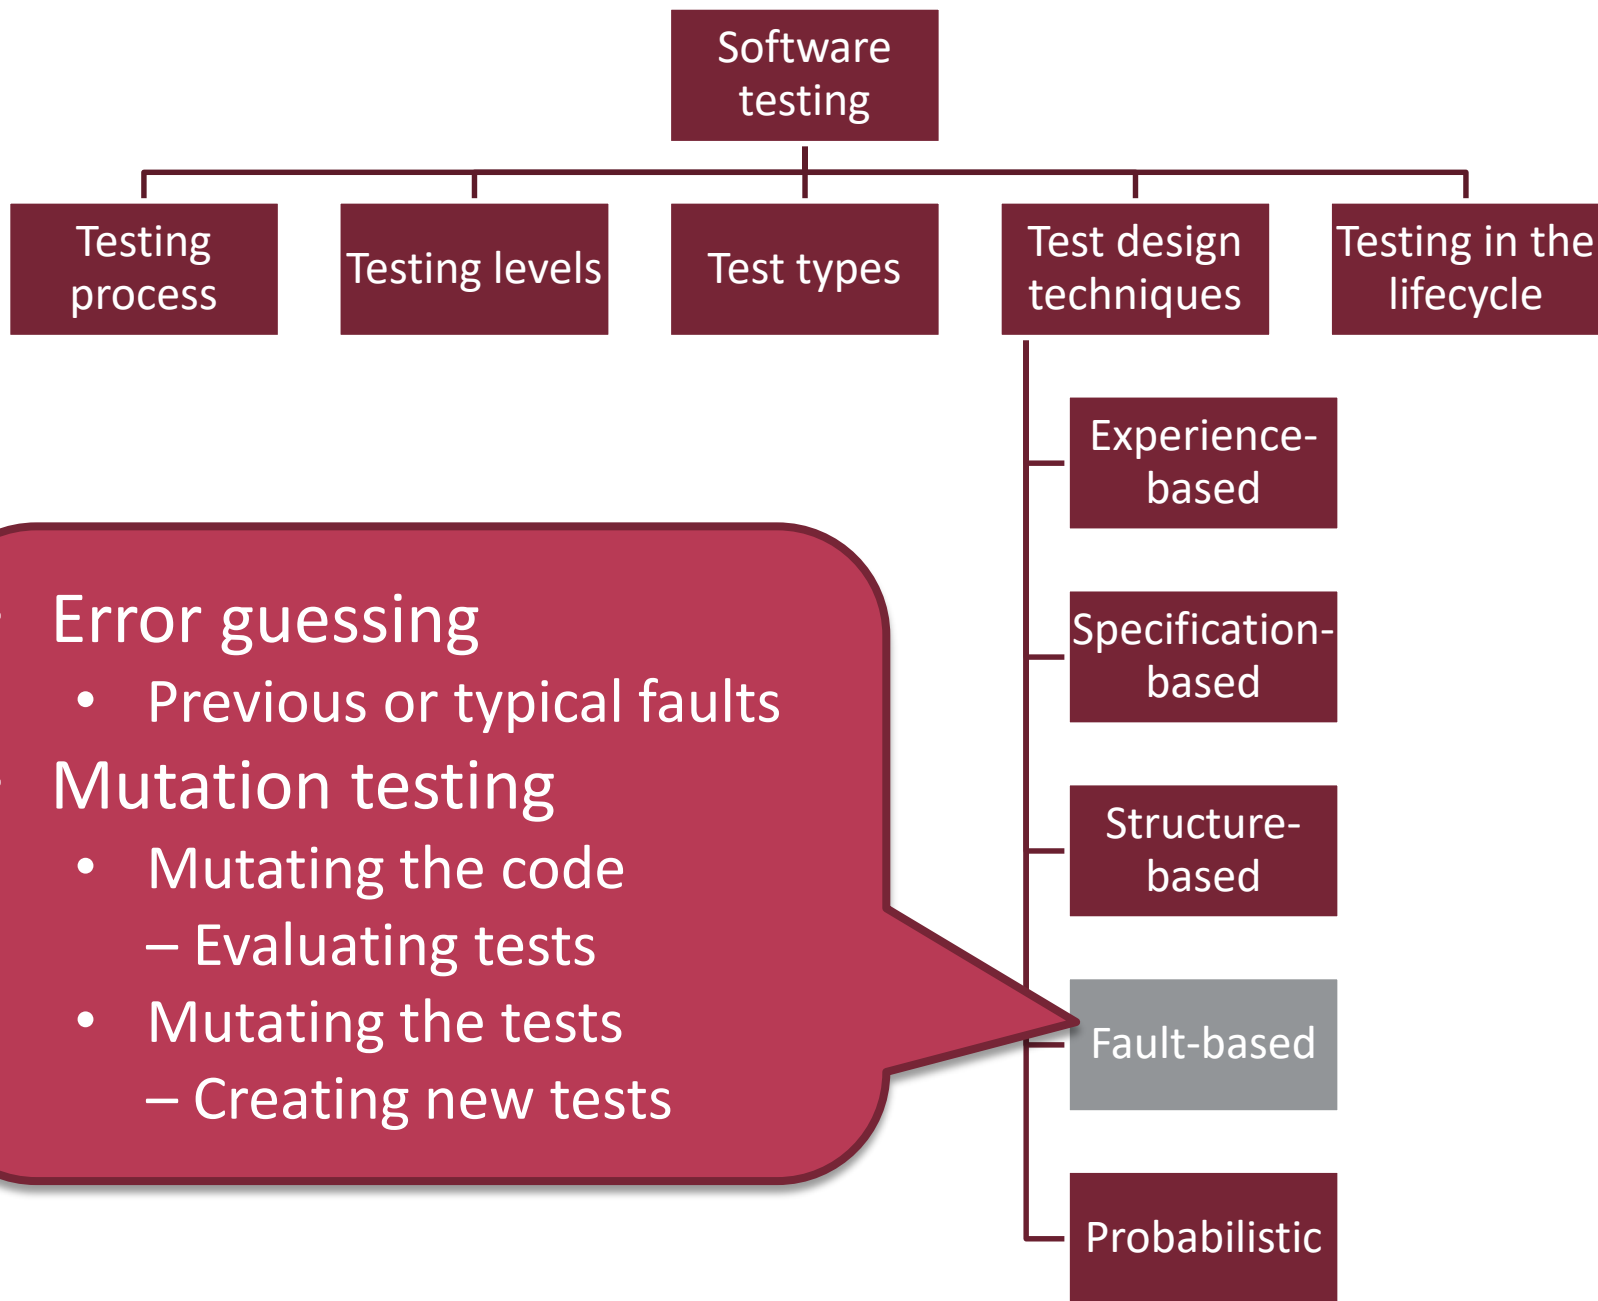 Software
testing
Testing
process
Testing levels
Test types
Test design
techniques
Testing in the
lifecycle
Experience-
based
Specification-
based
Structure-
based
Fault-based
Probabilistic
• Error guessing
• Previous or typical faults
• Mutation testing
• Mutating the code
– Evaluating tests
• Mutating the tests
– Creating new tests